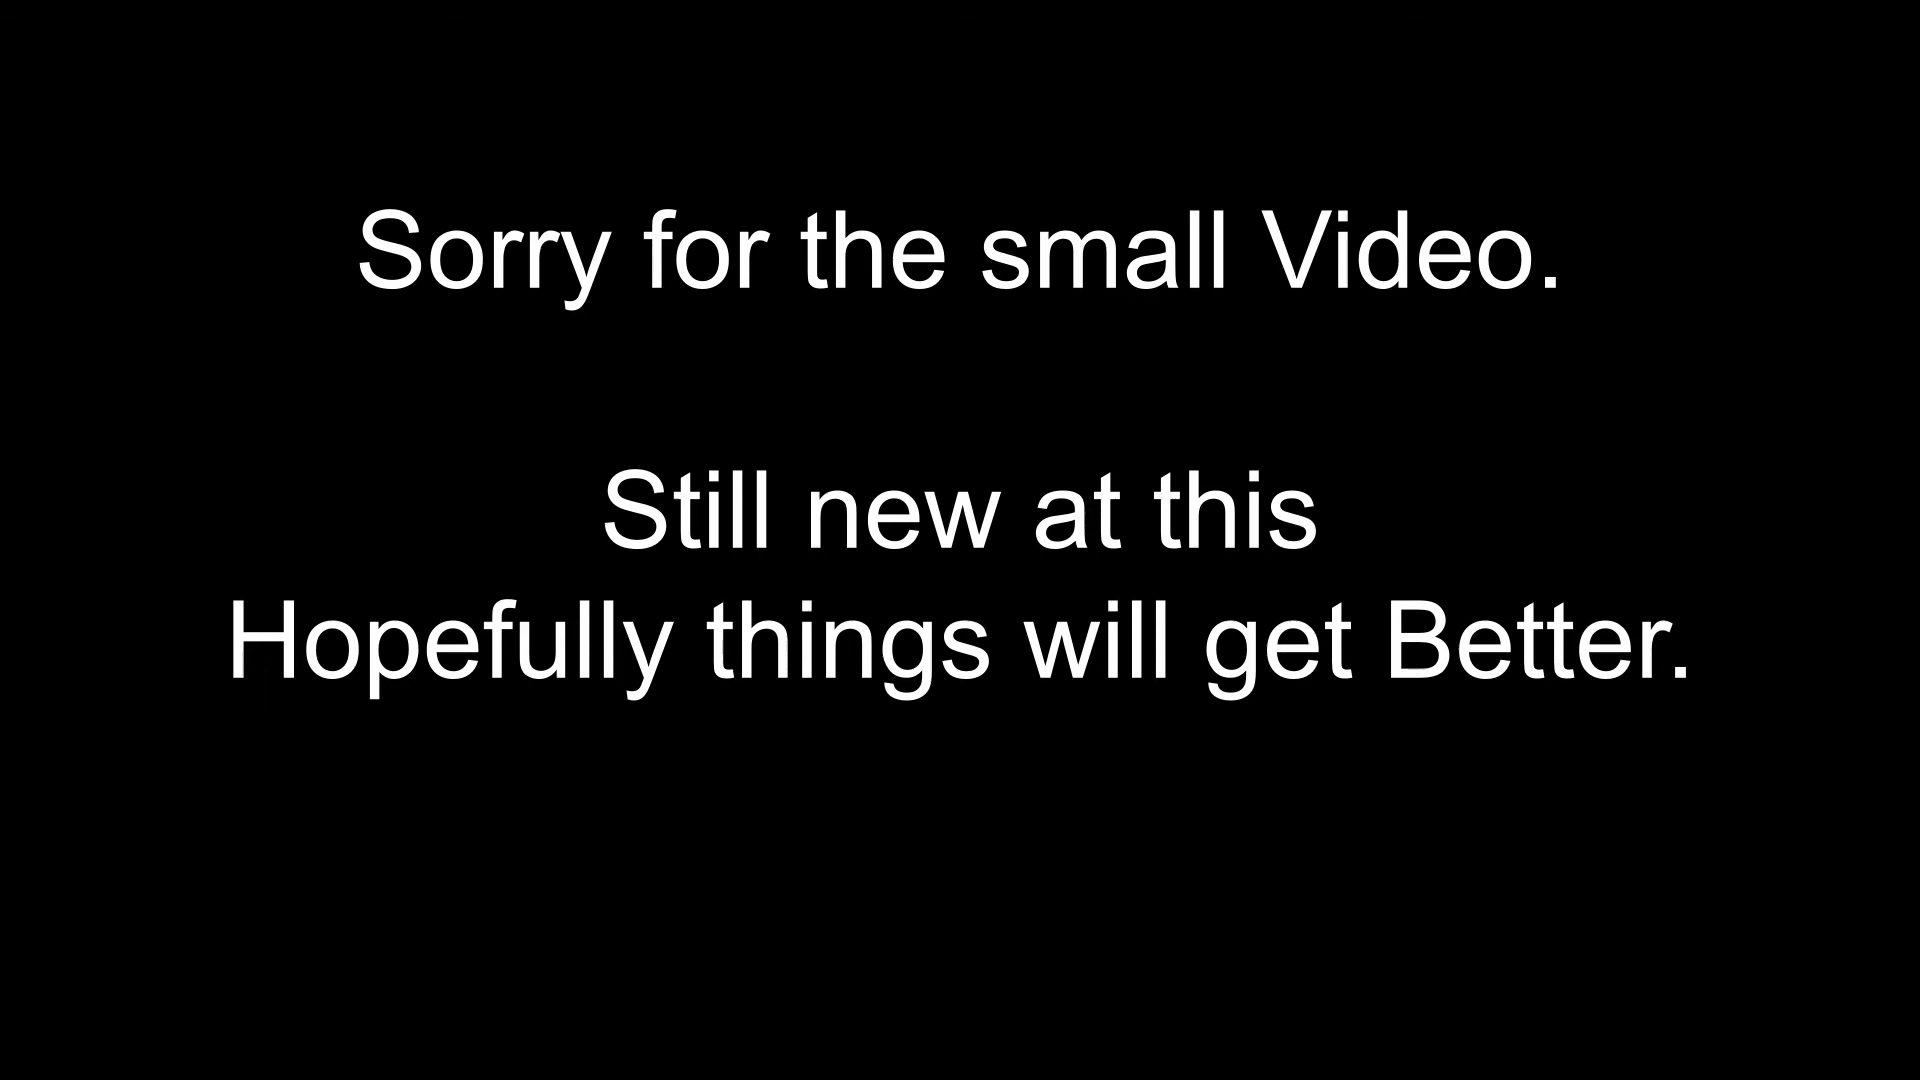 Sorry for the small Video.
Still new at this
Hopefully things will get Better.